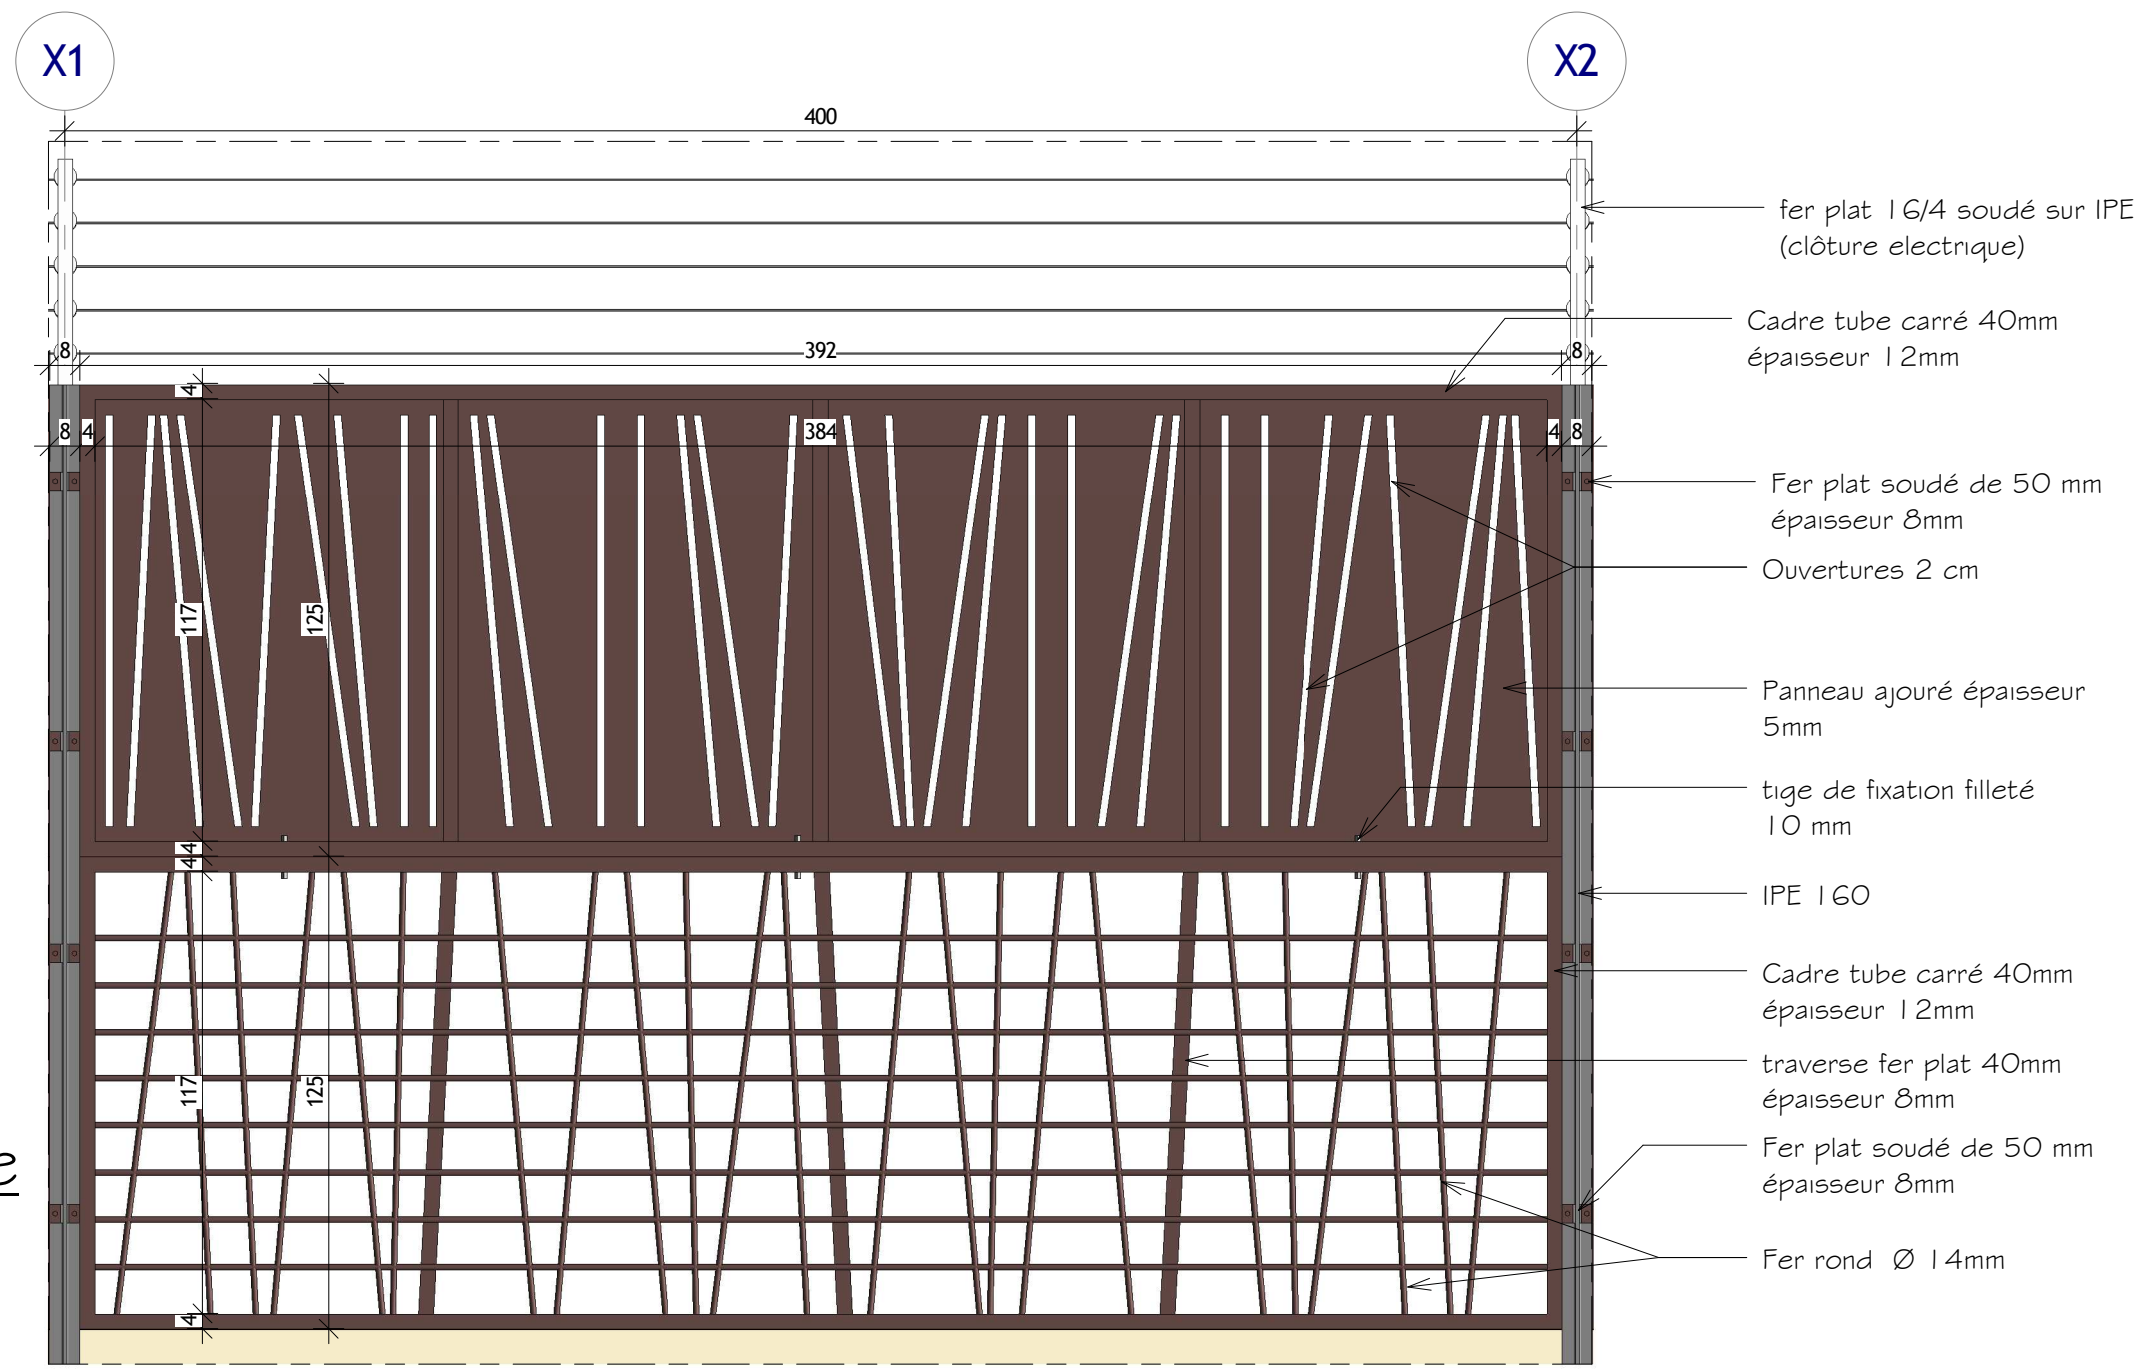 X1
X2
400
fer plat 16/4 soudé sur IPE
(clôture electrique)
Cadre tube carré 40mm
épaisseur 12mm
8
392
8
4
8
4
384
4
8
Fer plat soudé de 50 mm
épaisseur 8mm
Ouvertures 2 cm
117
125
Panneau ajouré épaisseur
5mm
tige de fixation filleté
10 mm
4
4
IPE 160
Cadre tube carré 40mm
épaisseur 12mm
traverse fer plat 40mm
épaisseur 8mm
117
125
Fer plat soudé de 50 mm
épaisseur 8mm
e
Fer rond Ø 14mm
4